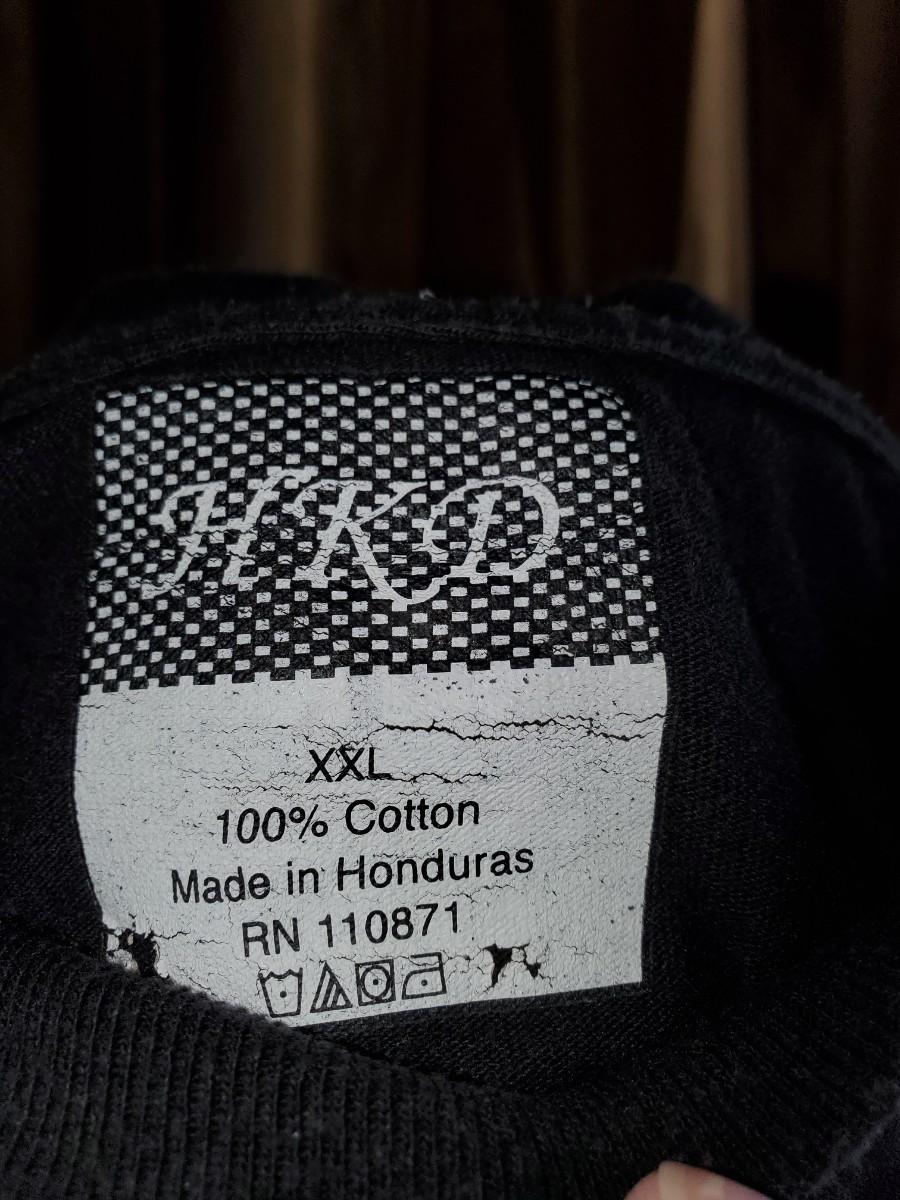 HKD
XXL
100% Cotton
Made in Honduras
RN 110871